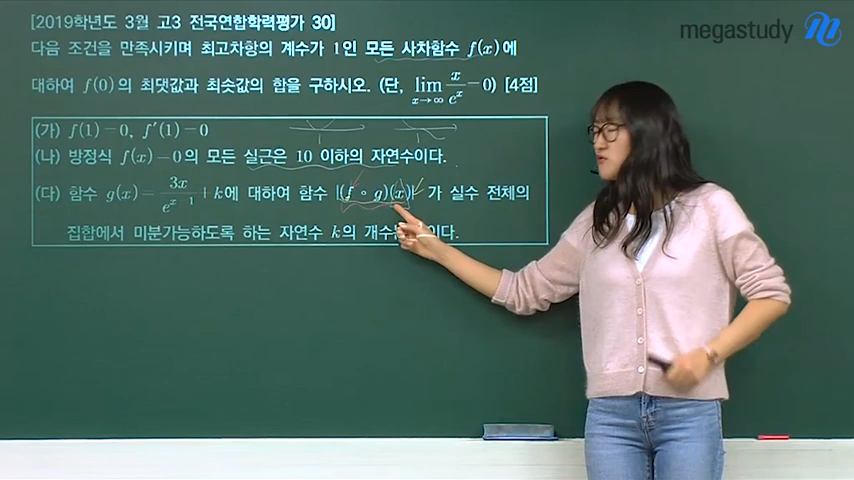 [2019학년도 3월 고3 전국연합학력평가 30]
megastudy
다음 조건을 만족시키며 최고차항의 계수가 1인 모든 사차함수 f(x)에
대하여 f(0)의 최댓값과 최솟값의 합을 구하시오. (단, lim x→∞ x/e^x=0) [4점]
(가) f(1)=0, f′(1)=0
(나) 방정식 f(x)=0의 모든 실근은 10 이하의 자연수이다.
(다) 함수 g(x)=3x/e^(x-1)+k에 대하여 함수 |(f∘g)(x)| 가 실수 전체의
집합에서 미분가능하도록 하는 자연수 k의 개수 이다.